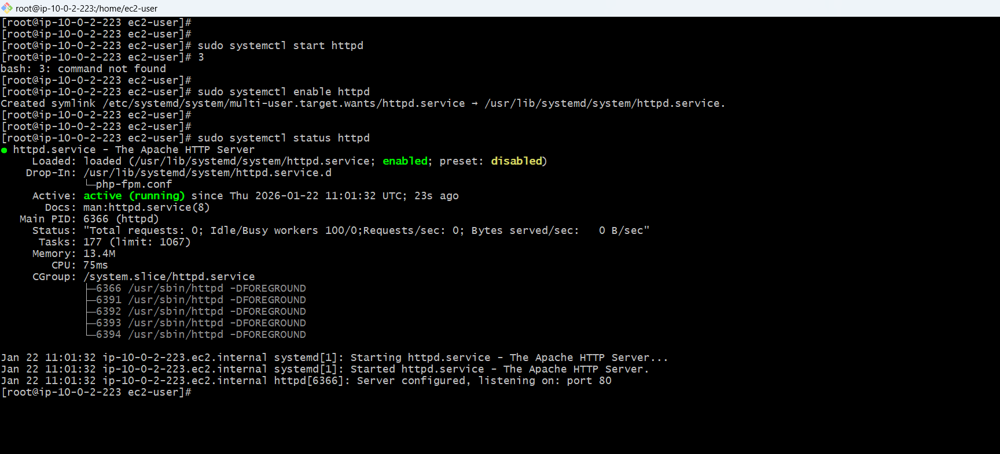 root@ip-10-0-2-223:/home/ec2-user
[root@ip-10-0-2-223 ec2-user]#
[root@ip-10-0-2-223 ec2-user]#
[root@ip-10-0-2-223 ec2-user]# sudo systemctl start httpd
[root@ip-10-0-2-223 ec2-user]# 3
bash: 3: command not found
[root@ip-10-0-2-223 ec2-user]#
[root@ip-10-0-2-223 ec2-user]# sudo systemctl enable httpd
Created symlink /etc/systemd/system/multi-user.target.wants/httpd.service → /usr/lib/systemd/system/httpd.service.
[root@ip-10-0-2-223 ec2-user]#
[root@ip-10-0-2-223 ec2-user]#
[root@ip-10-0-2-223 ec2-user]# sudo systemctl status httpd
● httpd.service - The Apache HTTP Server
     Loaded: loaded (/usr/lib/systemd/system/httpd.service; enabled; preset: disabled)
    Drop-In: /usr/lib/systemd/system/httpd.service.d
             └─php-fpm.conf
     Active: active (running) since Thu 2026-01-22 11:01:32 UTC; 23s ago
       Docs: man:httpd.service(8)
   Main PID: 6366 (httpd)
     Status: "Total requests: 0; Idle/Busy workers 100/0;Requests/sec: 0; Bytes served/sec:   0 B/sec"
      Tasks: 177 (limit: 1067)
     Memory: 13.4M
        CPU: 75ms
     CGroup: /system.slice/httpd.service
             ├─6366 /usr/sbin/httpd -DFOREGROUND
             ├─6391 /usr/sbin/httpd -DFOREGROUND
             ├─6392 /usr/sbin/httpd -DFOREGROUND
             ├─6393 /usr/sbin/httpd -DFOREGROUND
             └─6394 /usr/sbin/httpd -DFOREGROUND
Jan 22 11:01:32 ip-10-0-2-223.ec2.internal systemd[1]: Starting httpd.service - The Apache HTTP Server...
Jan 22 11:01:32 ip-10-0-2-223.ec2.internal systemd[1]: Started httpd.service - The Apache HTTP Server.
Jan 22 11:01:32 ip-10-0-2-223.ec2.internal httpd[6366]: Server configured, listening on: port 80
[root@ip-10-0-2-223 ec2-user]#